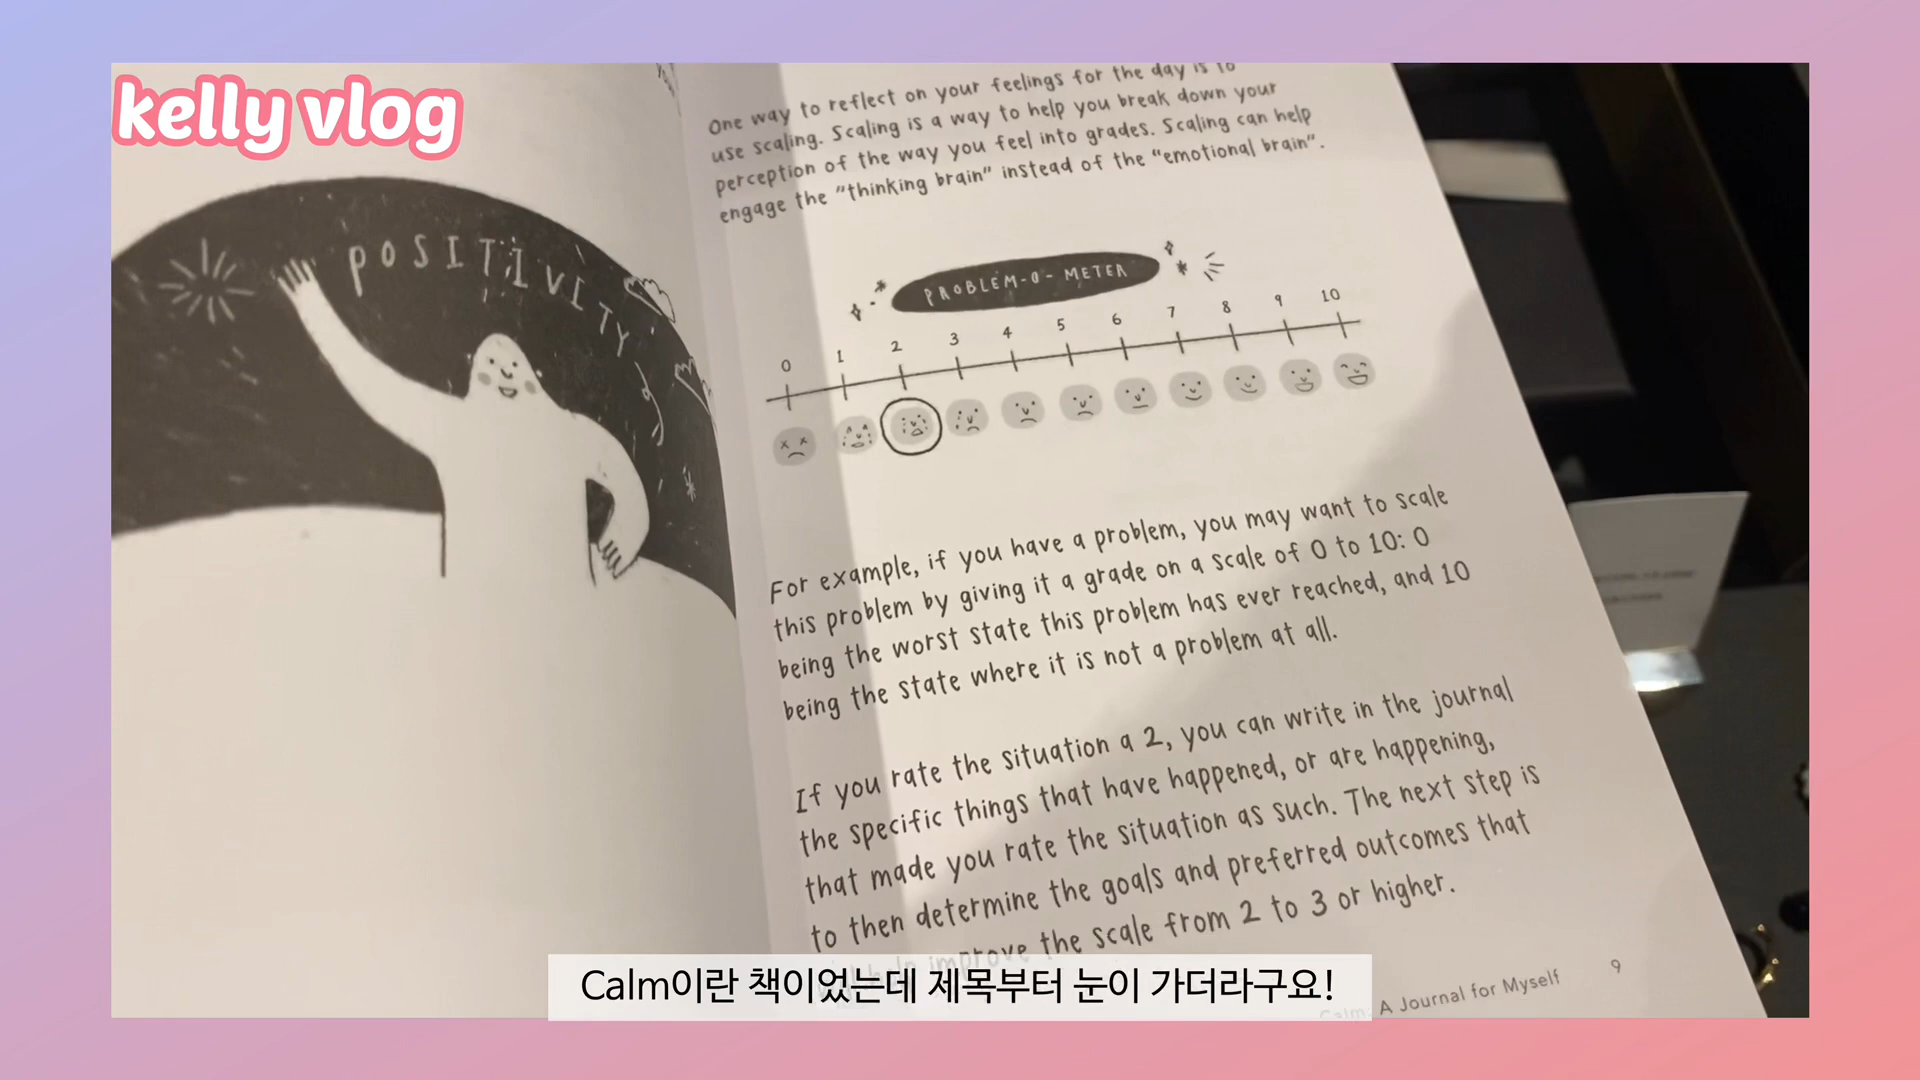 kelly vlog
POSITIVITY
One way to reflect on your feelings for the day is to
use scaling. Scaling is a way to help you break down your
perception of the way you feel into grades. Scaling can help
engage the "thinking brain" instead of the "emotional brain".
PROBLEM-O-METER
0 1 2 3 4 5 6 7 8 9 10
For example, if you have a problem, you may want to scale
this problem by giving it a grade on a scale of 0 to 10: 0
being the worst state this problem has ever reached, and 10
being the state where it is not a problem at all.
If you rate the situation a 2, you can write in the journal
the specific things that have happened, or are happening,
that made you rate the situation as such. The next step is
to then determine the goals and preferred outcomes that
improve the scale from 2 to 3 or higher.
Calm: A Journal for Myself 9
Calm이란 책이었는데 제목부터 눈이 가더라구요!